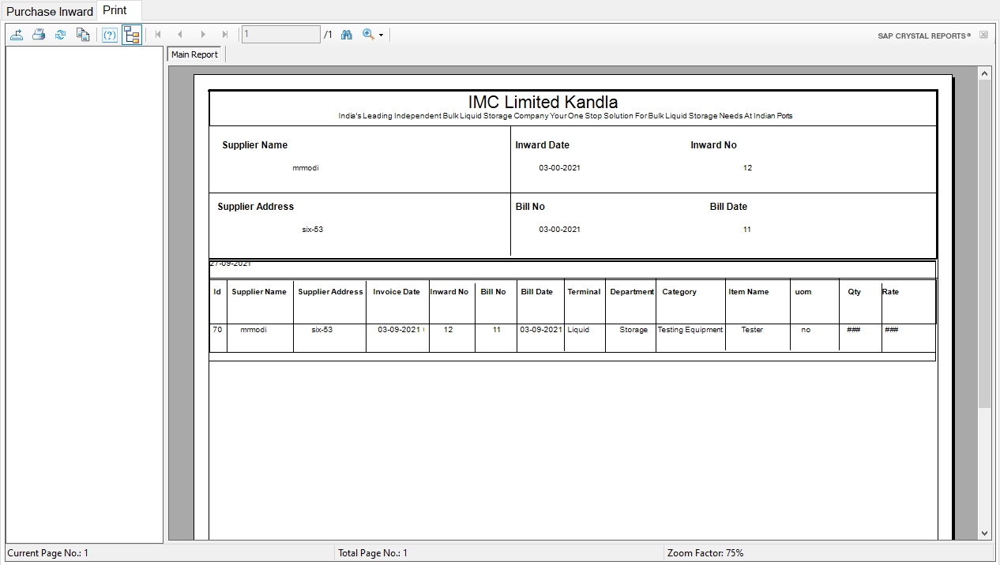 Purchase Inward Print
1 /1 SAP CRYSTAL REPORTS®
Main Report
IMC Limited Kandla
India's Leading Independent Bulk Liquid Storage Company Your One Stop Solution For Bulk Liquid Storage Needs At Indian Ports
Supplier Name Inward Date Inward No
mmodi 03-00-2021 12
Supplier Address Bill No Bill Date
six-53 03-00-2021 11
27-09-2021
Id Supplier Name Supplier Address Invoice Date Inward No Bill No Bill Date Terminal Department Category Item Name uom Qty Rate
70 mmodi six-53 03-09-2021 12 11 03-09-2021 Liquid Storage Testing Equipment Tester no ### ###
Current Page No.: 1 Total Page No.: 1 Zoom Factor: 75%